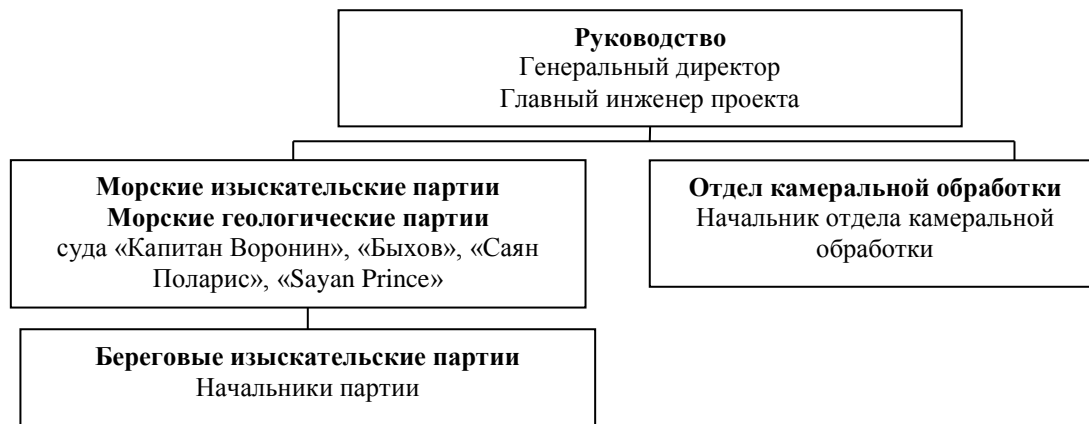 Руководство
Генеральный директор
Главный инженер проекта
Морские изыскательские партии
Морские геологические партии
суда «Капитан Воронин», «Быхов», «Саян
Поларис», «Sayan Prince»
Отдел камеральной обработки
Начальник отдела камеральной
обработки
Береговые изыскательские партии
Начальники партии